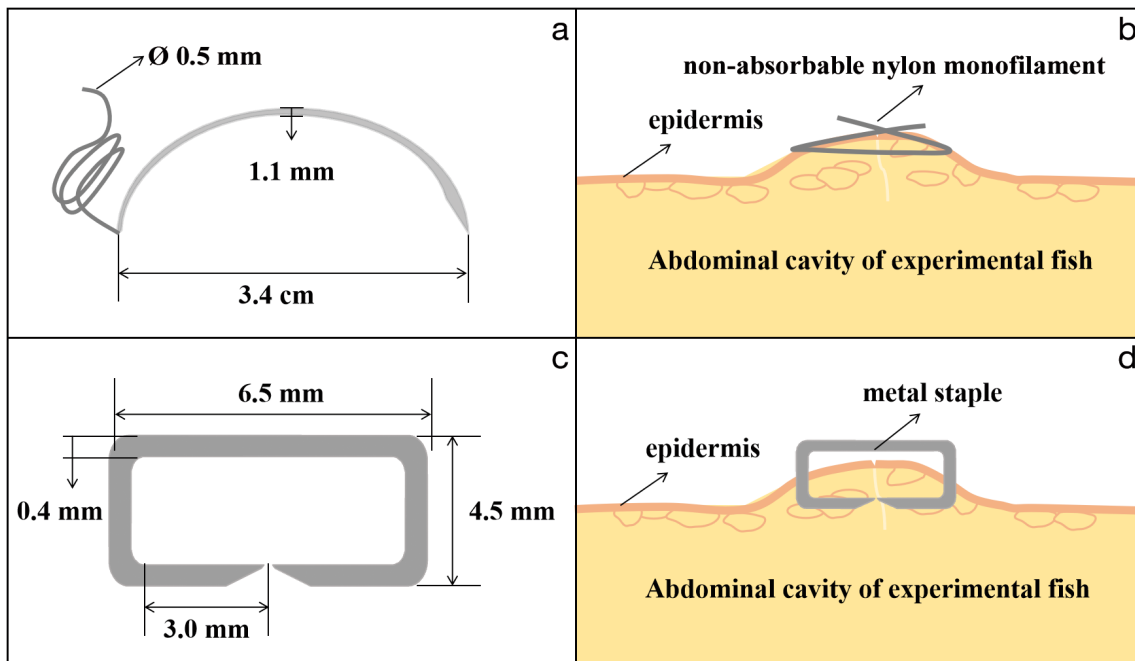 a
Ø 0.5 mm
1.1 mm
3.4 cm
b
non-absorbable nylon monofilament
epidermis
Abdominal cavity of experimental fish
c
6.5 mm
0.4 mm
4.5 mm
3.0 mm
d
metal staple
epidermis
Abdominal cavity of experimental fish